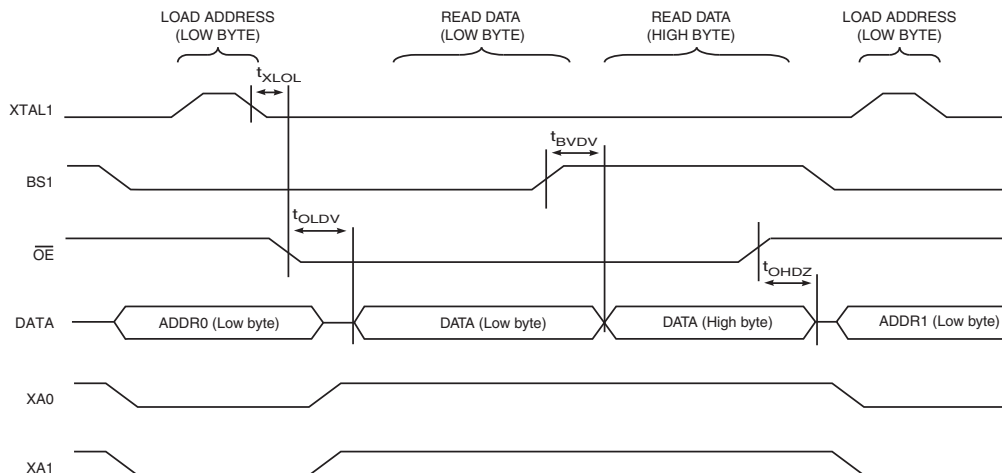 LOAD ADDRESS
(LOW BYTE)
READ DATA
(LOW BYTE)
READ DATA
(HIGH BYTE)
LOAD ADDRESS
(LOW BYTE)
tXLOL
XTAL1
tBVDV
BS1
tOLDV
OE
tOHDZ
DATA
ADDR0 (Low byte)
DATA (Low byte)
DATA (High byte)
ADDR1 (Low byte)
XA0
XA1